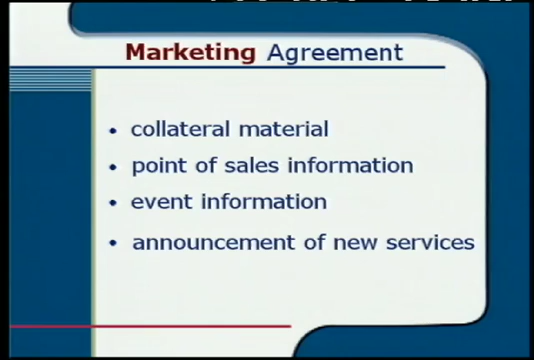 Marketing Agreement
• collateral material
• point of sales information
• event information
• announcement of new services